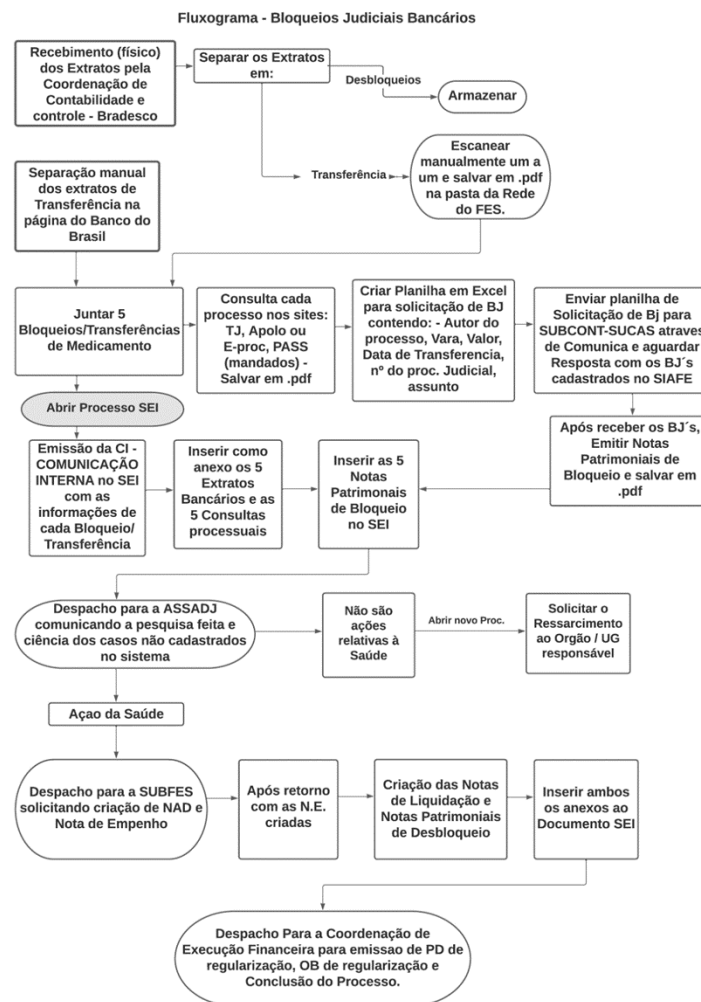 Fluxograma - Bloqueios Judiciais Bancários
Recebimento (físico)
dos Extratos pela
Coordenação de
Contabilidade e
controle - Bradesco
Separar os Extratos
em:
Desbloqueios
Armazenar
Transferência
Escanear
manualmente um a
um e salvar em .pdf
na pasta da Rede
do FES.
Separação manual
dos extratos de
Transferência na
página do Banco do
Brasil
Juntar 5
Bloqueios/Transferências
de Medicamento
Consulta cada
processo nos sites:
TJ, Apolo ou
E-proc, PASS
(mandados) -
Salvar em .pdf
Criar Planilha em Excel
para solicitação de BJ
contendo: - Autor do
processo, Vara, Valor,
Data de Transferencia,
nº do proc. Judicial,
assunto
Enviar planilha de
Solicitação de Bj para
SUBCONT-SUCAS atraves
de Comunica e aguardar
Resposta com os BJ´s
cadastrados no SIAFE
Abrir Processo SEI
Emissão da CI -
COMUNICAÇÃO
INTERNA no SEI
com as
informações de
cada Bloqueio/
Transferência
Inserir como
anexo os 5
Extratos
Bancários e as
5 Consultas
processuais
Inserir as 5
Notas
Patrimonais
de Bloqueio
no SEI
Após receber os BJ´s,
Emitir Notas
Patrimoniais de
Bloqueio e salvar em
.pdf
Despacho para a ASSADJ
comunicando a pesquisa feita e
ciência dos casos não cadastrados
no sistema
Não são
ações
relativas à
Saúde
Abrir novo Proc.
Solicitar o
Ressarcimento
ao Orgão / UG
responsável
Açao da Saúde
Despacho para a SUBFES
solicitando criação de NAD e
Nota de Empenho
Após retorno
com as N.E.
criadas
Criação das Notas
de Liquidação e
Notas Patrimoniais
de Desbloqueio
Inserir ambos
os anexos ao
Documento SEI
Despacho Para a Coordenação de
Execução Financeira para emissao de PD de
regularização, OB de regularização e
Conclusão do Processo.